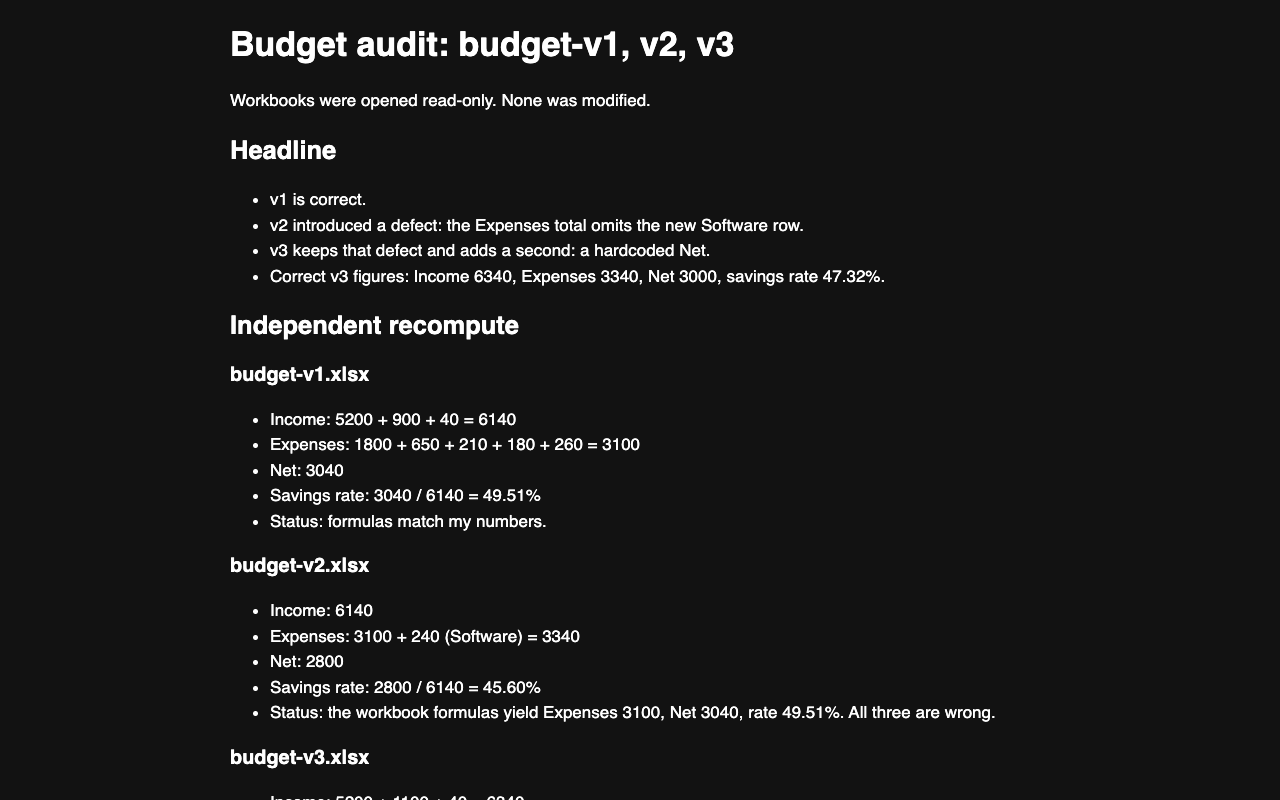 Budget audit: budget-v1, v2, v3
Workbooks were opened read-only. None was modified.
Headline
• v1 is correct.
• v2 introduced a defect: the Expenses total omits the new Software row.
• v3 keeps that defect and adds a second: a hardcoded Net.
• Correct v3 figures: Income 6340, Expenses 3340, Net 3000, savings rate 47.32%.
Independent recompute
budget-v1.xlsx
• Income: 5200 + 900 + 40 = 6140
• Expenses: 1800 + 650 + 210 + 180 + 260 = 3100
• Net: 3040
• Savings rate: 3040 / 6140 = 49.51%
• Status: formulas match my numbers.
budget-v2.xlsx
• Income: 6140
• Expenses: 3100 + 240 (Software) = 3340
• Net: 2800
• Savings rate: 2800 / 6140 = 45.60%
• Status: the workbook formulas yield Expenses 3100, Net 3040, rate 49.51%. All three are wrong.
budget-v3.xlsx